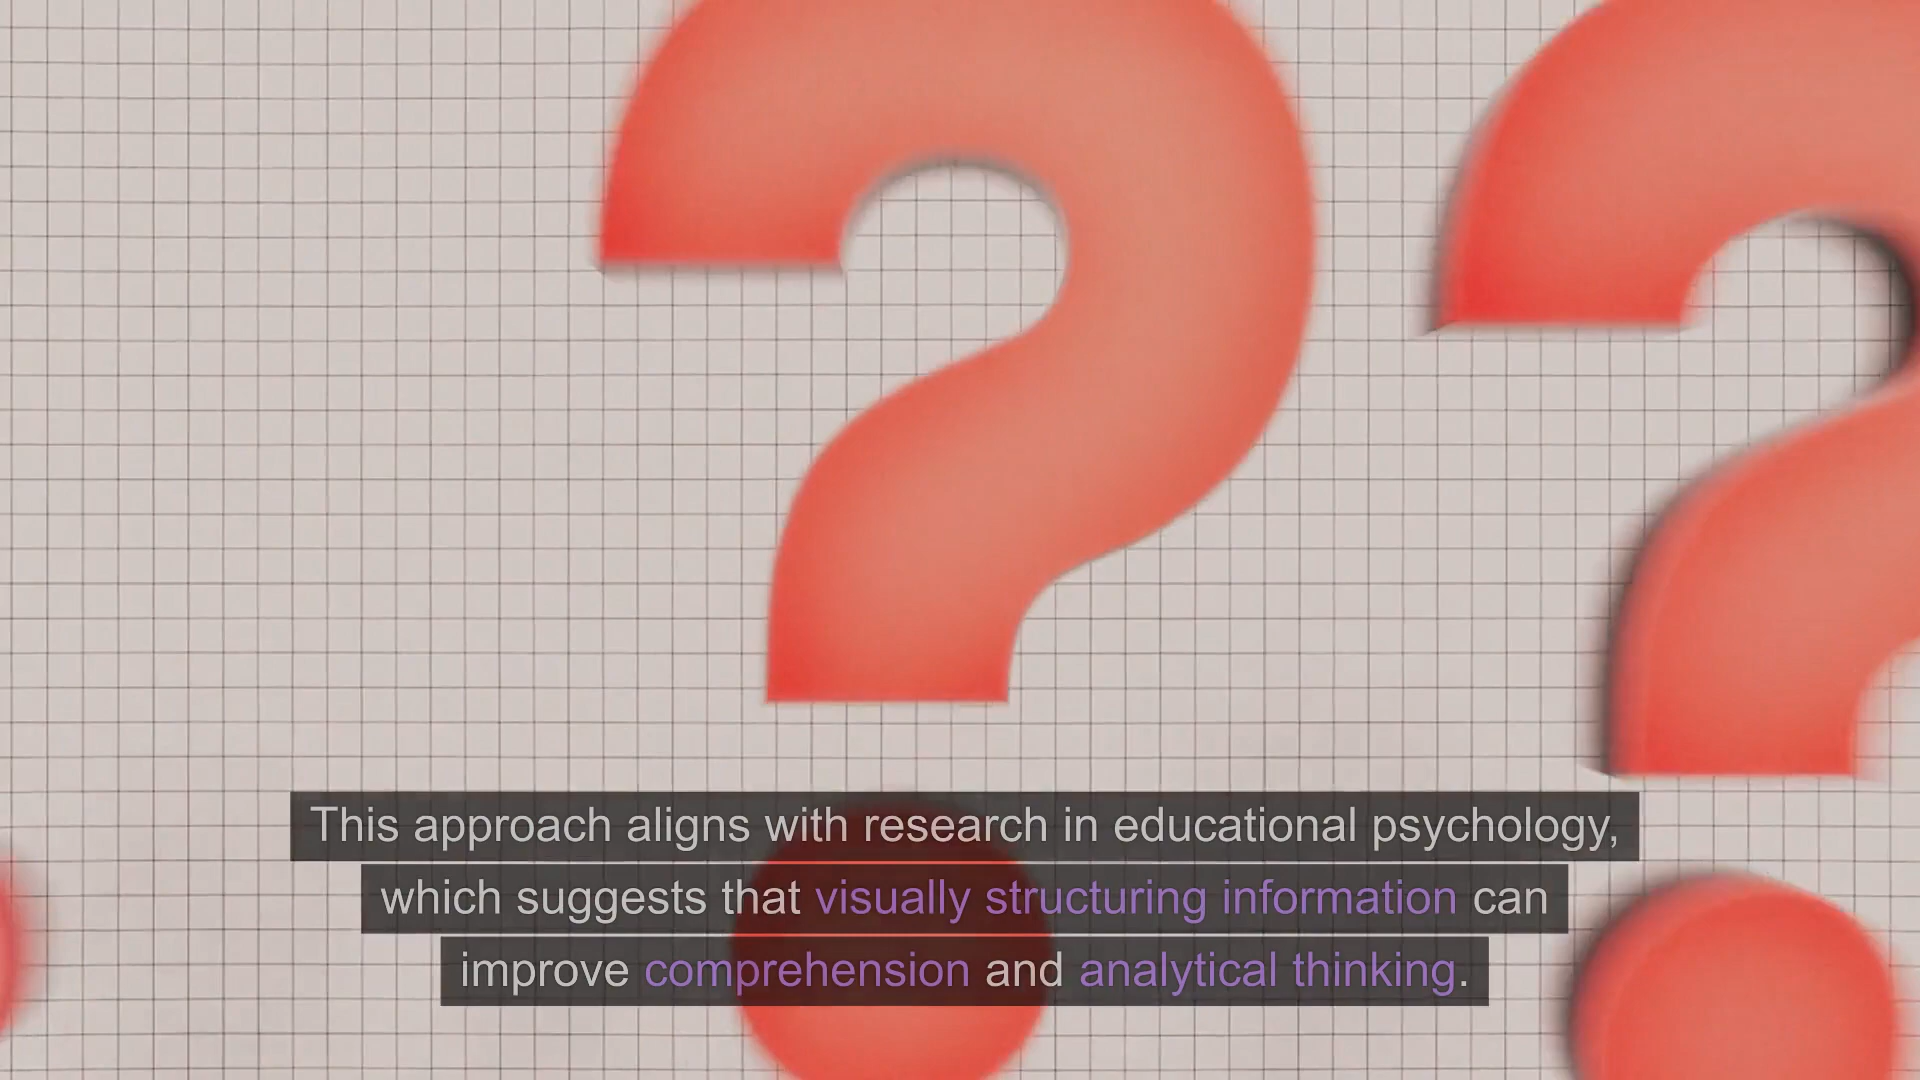 This approach aligns with research in educational psychology,
which suggests that visually structuring information can
improve comprehension and analytical thinking.